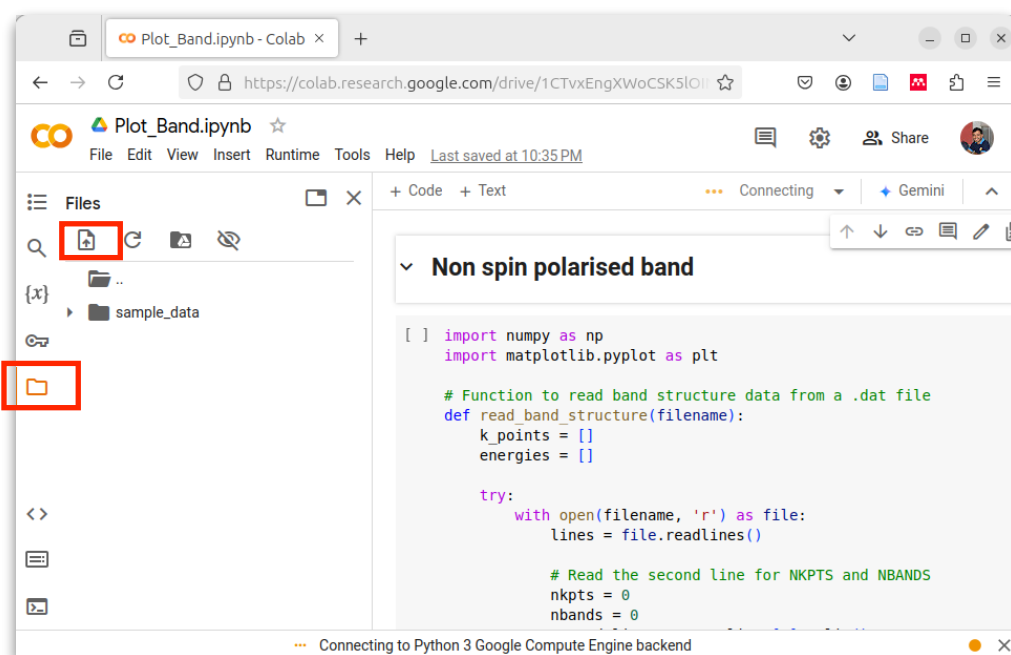 Plot_Band.ipynb - Colab
https://colab.research.google.com/drive/1CTvxEngXWoCSK5lO
Plot_Band.ipynb
File Edit View Insert Runtime Tools Help Last saved at 10:35 PM
Share
Files
+ Code + Text
Connecting
Gemini
..
sample_data
{x}
Non spin polarised band
[ ] import numpy as np
import matplotlib.pyplot as plt
# Function to read band structure data from a .dat file
def read_band_structure(filename):
k_points = []
energies = []
try:
with open(filename, 'r') as file:
lines = file.readlines()
# Read the second line for NKPTS and NBANDS
nkpts = 0
nbands = 0
Connecting to Python 3 Google Compute Engine backend